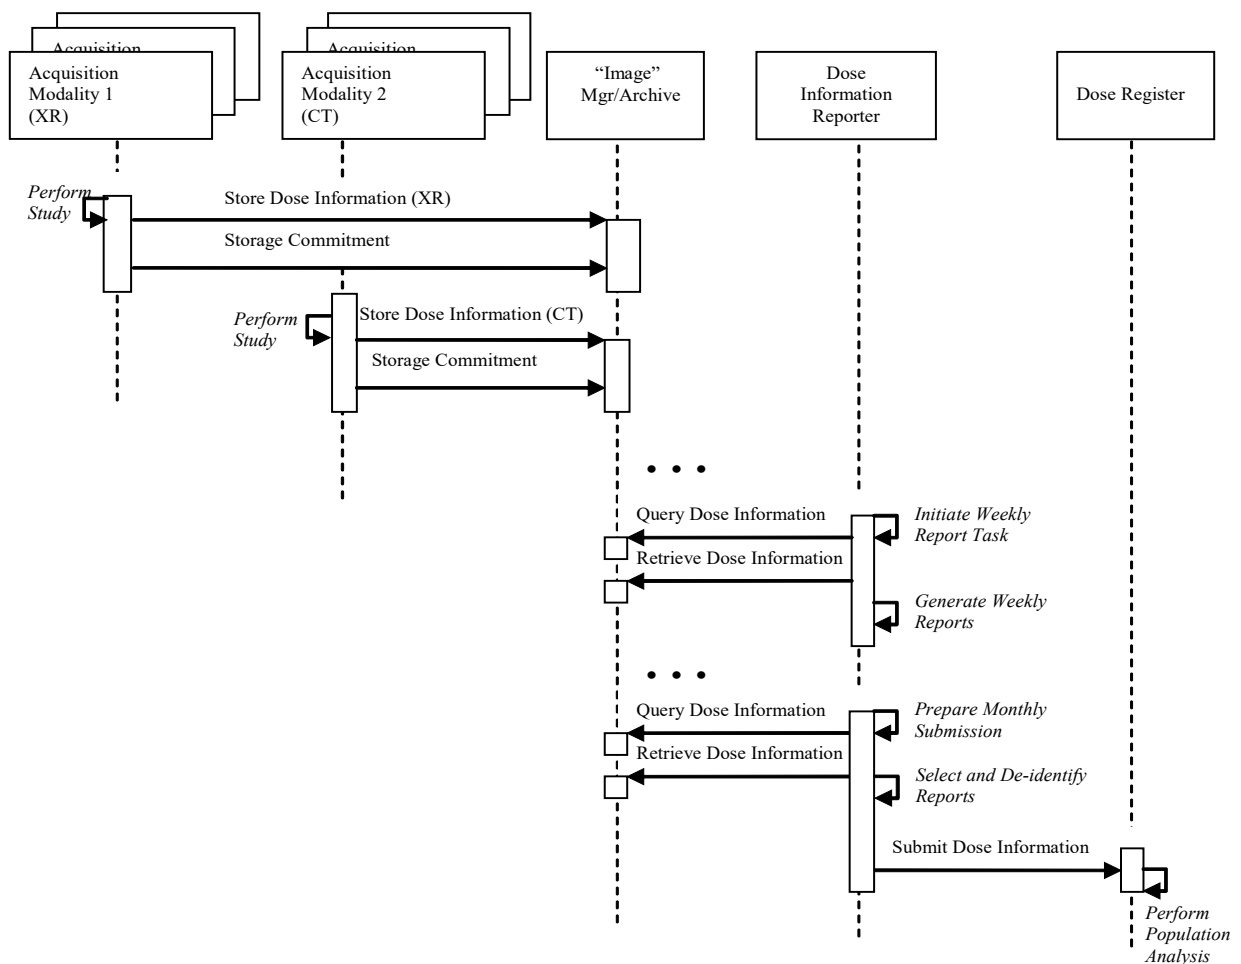 Acquisition
Acquisition
Modality 1
(XR)
Acquisition
Acquisition
Modality 2
(CT)
“Image”
Mgr/Archive
Dose
Information
Reporter
Dose Register
Perform
Study
Store Dose Information (XR)
Storage Commitment
Perform
Study
Store Dose Information (CT)
Storage Commitment
• • •
Query Dose Information
Initiate Weekly
Report Task
Retrieve Dose Information
Generate Weekly
Reports
• • •
Query Dose Information
Prepare Monthly
Submission
Retrieve Dose Information
Select and De-identify
Reports
Submit Dose Information
Perform
Population
Analysis